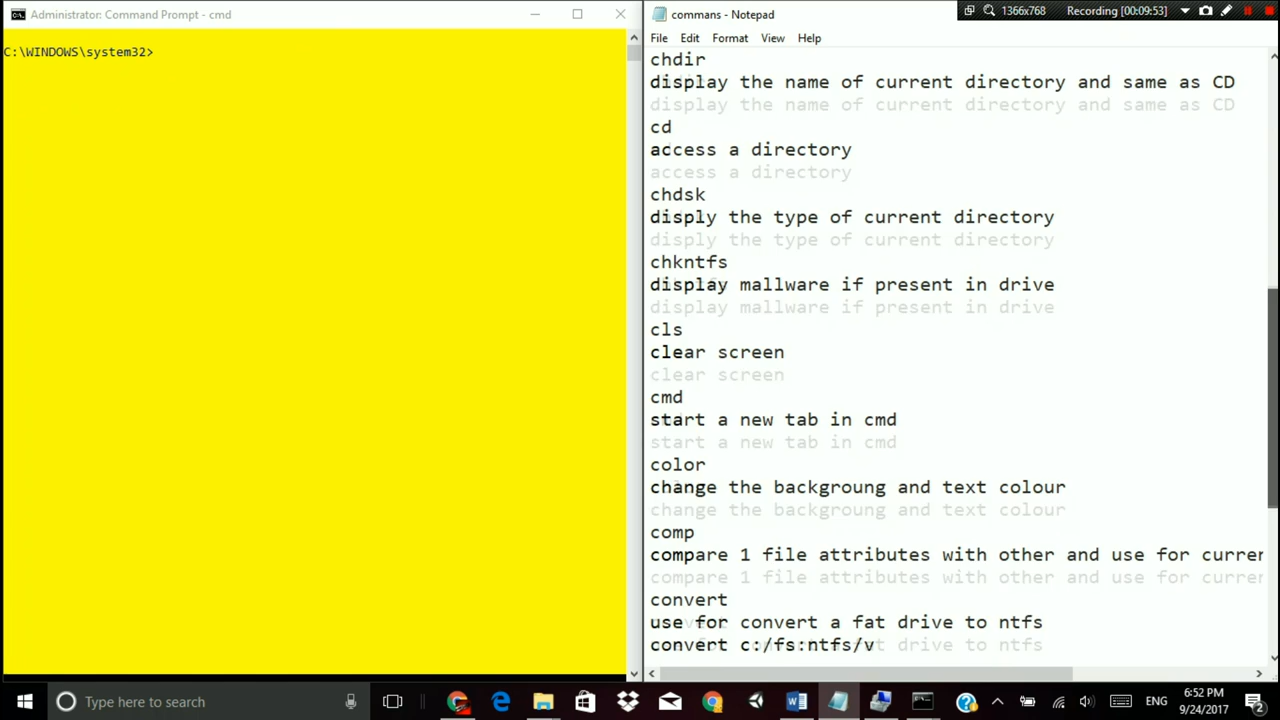 Administrator: Command Prompt - cmd
C:\WINDOWS\system32>
commans - Notepad
1366x768
Recording [00:09:53]
File Edit Format View Help
chdir
display the name of current directory and same as CD
display the name of current directory and same as CD
cd
access a directory
access a directory
chdsk
disply the type of current directory
disply the type of current directory
chkntfs
display mallware if present in drive
display mallware if present in drive
cls
clear screen
clear screen
cmd
start a new tab in cmd
start a new tab in cmd
color
change the backgroung and text colour
change the backgroung and text colour
comp
compare 1 file attributes with other and use for curren
compare 1 file attributes with other and use for curren
convert
use for convert a fat drive to ntfs
convert c:/fs:ntfs/v
fat drive to ntfs
Type here to search
ENG
6:52 PM
9/24/2017
2